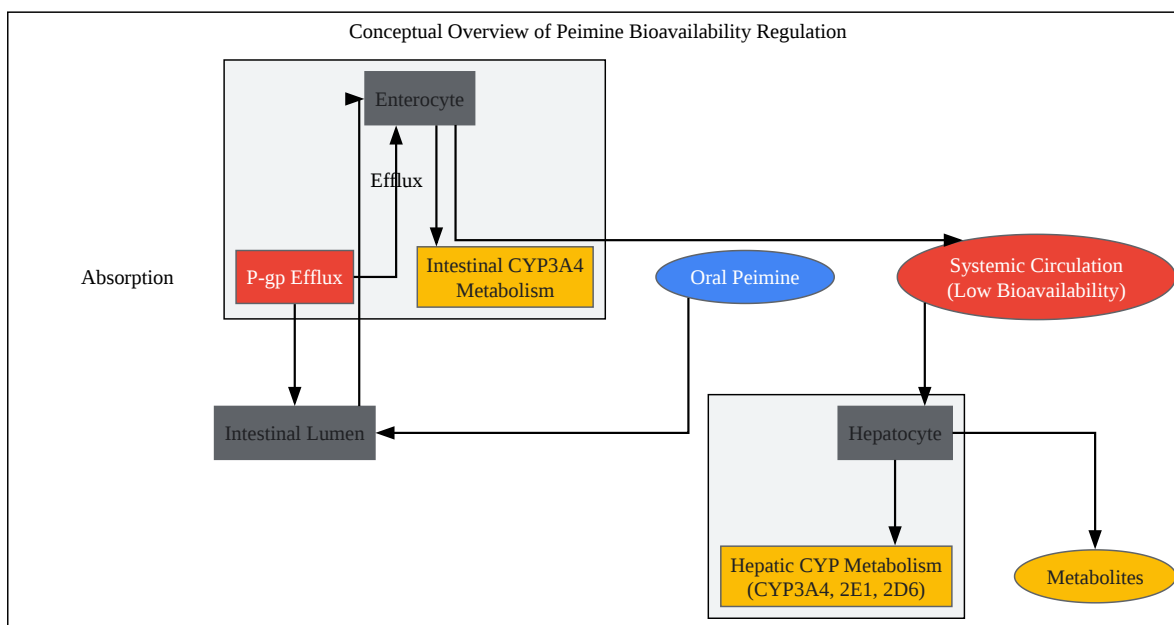 Conceptual Overview of Peimine Bioavailability Regulation
Enterocyte
Efflux
Absorption
P-gp Efflux
Intestinal CYP3A4
Metabolism
Oral Peimine
Systemic Circulation
(Low Bioavailability)
Intestinal Lumen
Hepatocyte
Hepatic CYP Metabolism
(CYP3A4, 2E1, 2D6)
Metabolites